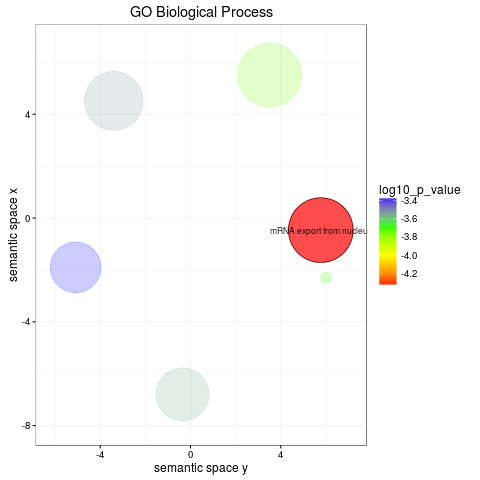 GO Biological Process
semantic space x
4
0
-4
-8
mRNA export from nucleu
-4
0
4
semantic space y
log10_p_value
-3.4
-3.6
-3.8
-4.0
-4.2